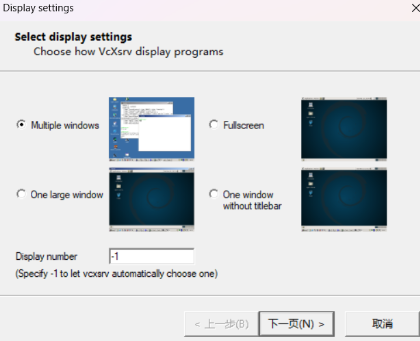 Display settings
Select display settings
Choose how VcXsrv display programs
Multiple windows
Fullscreen
One large window
One window
without titlebar
Display number
-1
(Specify -1 to let vcxsrv automatically choose one)
< 上一步(B)
下一页(N) >
取消